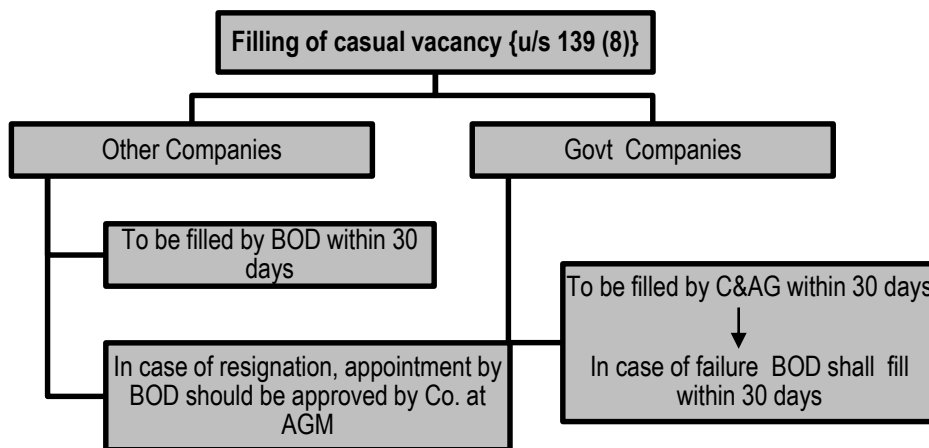 Filling of casual vacancy {u/s 139 (8)}
Other Companies
Govt Companies
To be filled by BOD within 30
days
In case of resignation, appointment by
BOD should be approved by Co. at
AGM
To be filled by C&AG within 30 days
In case of failure BOD shall fill
within 30 days